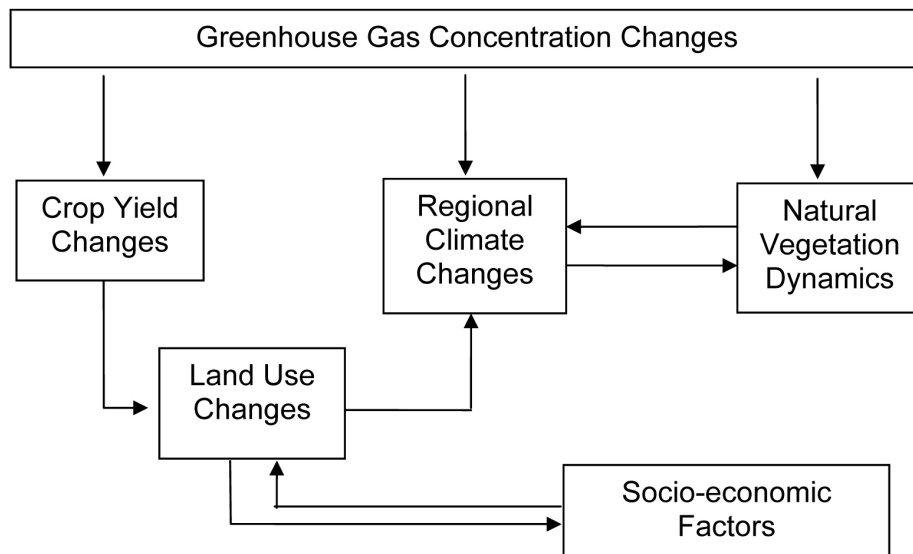 Greenhouse Gas Concentration Changes
Crop Yield
Changes
Regional
Climate
Changes
Natural
Vegetation
Dynamics
Land Use
Changes
Socio-economic
Factors